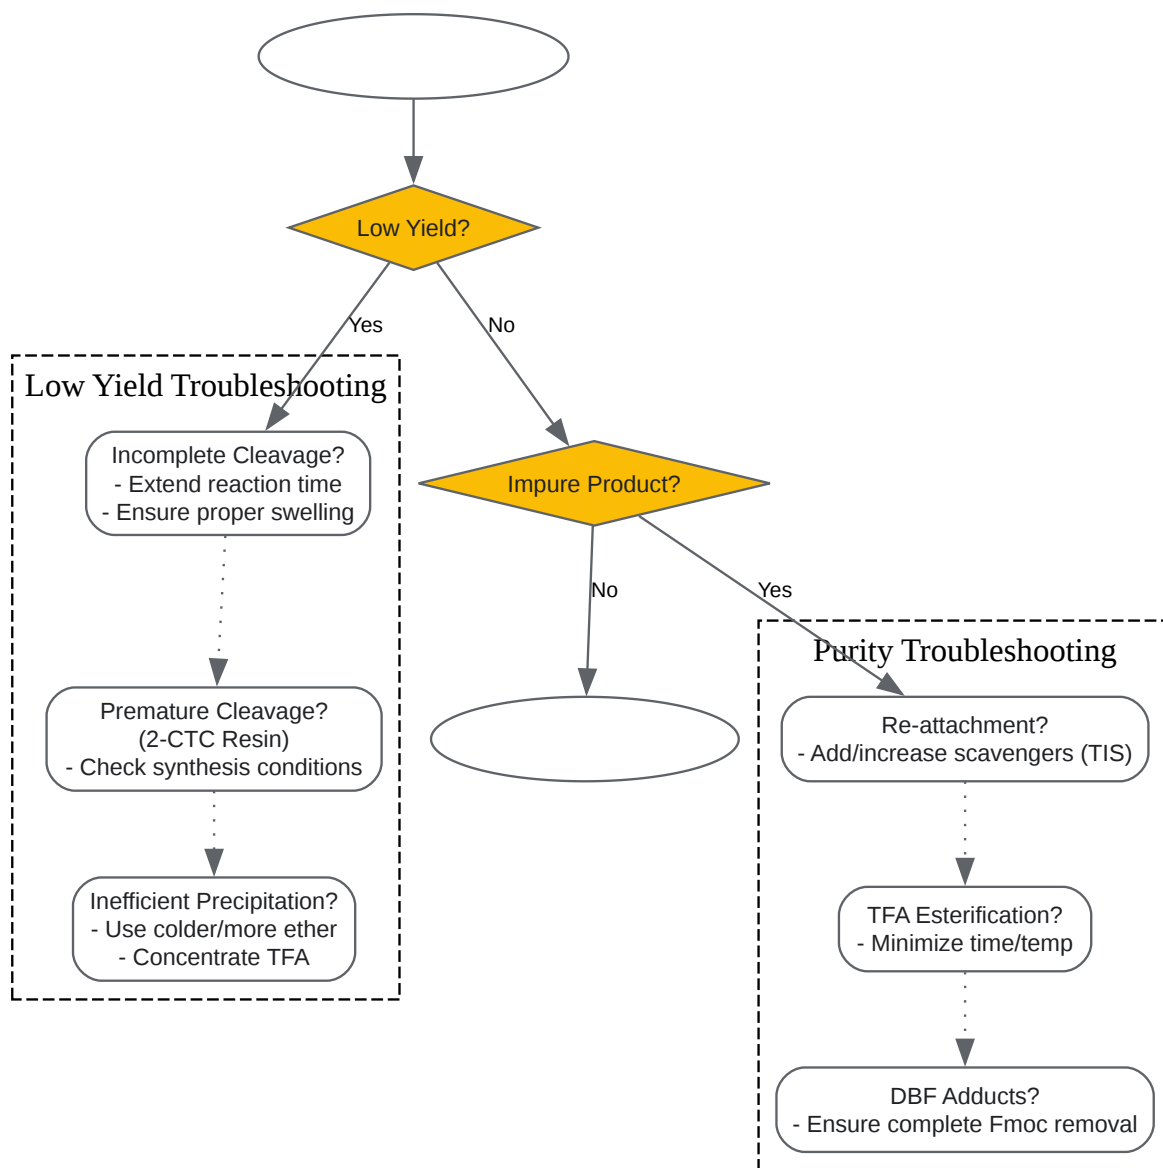 Low Yield?
Yes
No
Low Yield Troubleshooting
Incomplete Cleavage?
- Extend reaction time
- Ensure proper swelling
Impure Product?
No
Yes
Purity Troubleshooting
Premature Cleavage?
(2-CTC Resin)
- Check synthesis conditions
Re-attachment?
- Add/increase scavengers (TIS)
Inefficient Precipitation?
- Use colder/more ether
- Concentrate TFA
TFA Esterification?
- Minimize time/temp
DBF Adducts?
- Ensure complete Fmoc removal